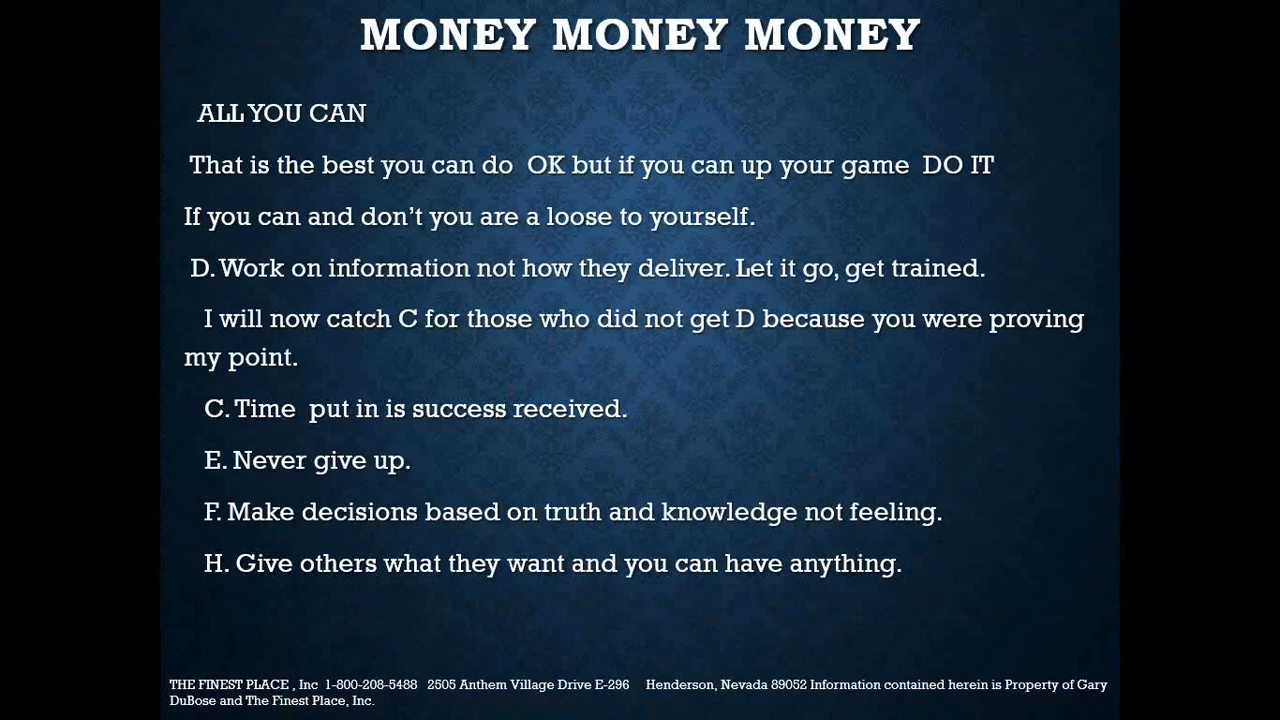 MONEY MONEY MONEY
ALL YOU CAN
That is the best you can do  OK but if you can up your game  DO IT
If you can and don’t you are a loose to yourself.
D. Work on information not how they deliver. Let it go, get trained.
I will now catch C for those who did not get D because you were proving
my point.
C. Time  put in is success received.
E. Never give up.
F. Make decisions based on truth and knowledge not feeling.
H. Give others what they want and you can have anything.
THE FINEST PLACE , Inc  1-800-208-5488   2505 Anthem Village Drive E-296     Henderson, Nevada 89052 Information contained herein is Property of Gary
DuBose and The Finest Place, Inc.